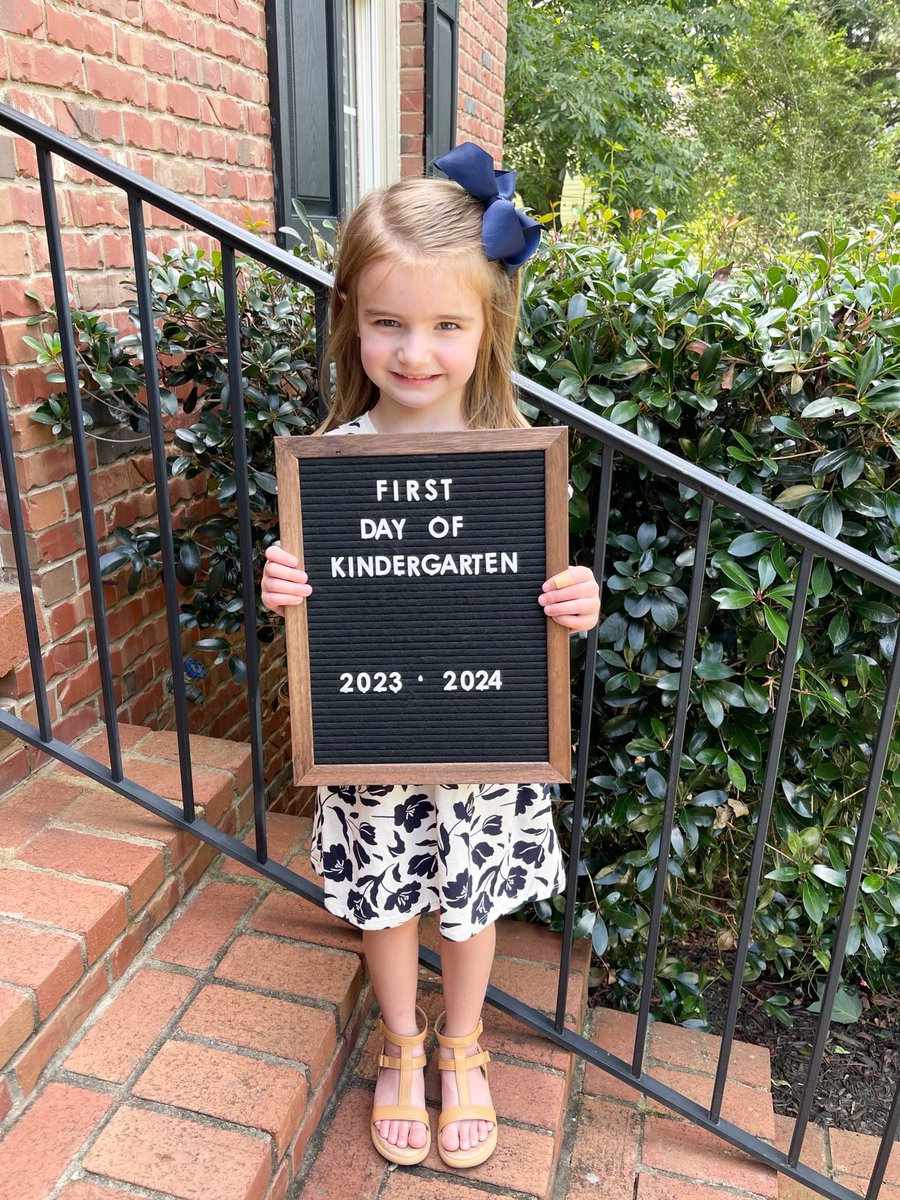 FIRST
DAY OF
KINDERGARTEN
2023 · 2024